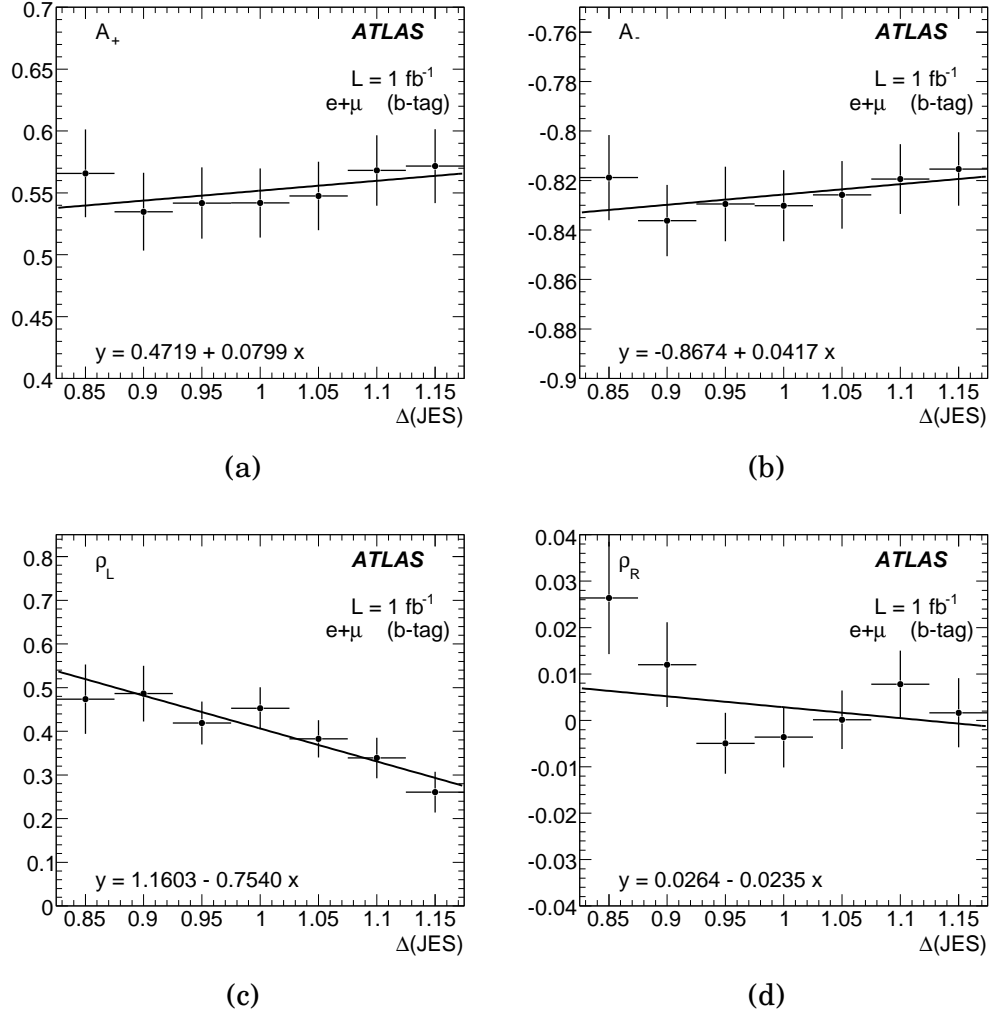 A+ ATLAS
L = 1 fb-1
e+μ (b-tag)
0.7
0.65
0.6
0.55
0.5
0.45
0.4
y = 0.4719 + 0.0799 x
0.85 0.9 0.95 1 1.05 1.1 1.15
Δ(JES)
(a)
A- ATLAS
L = 1 fb-1
e+μ (b-tag)
-0.76
-0.78
-0.8
-0.82
-0.84
-0.86
-0.88
-0.9
y = -0.8674 + 0.0417 x
0.85 0.9 0.95 1 1.05 1.1 1.15
Δ(JES)
(b)
ρL ATLAS
L = 1 fb-1
e+μ (b-tag)
0.8
0.7
0.6
0.5
0.4
0.3
0.2
0.1
0
y = 1.1603 - 0.7540 x
0.85 0.9 0.95 1 1.05 1.1 1.15
Δ(JES)
(c)
ρR ATLAS
L = 1 fb-1
e+μ (b-tag)
0.04
0.03
0.02
0.01
0
-0.01
-0.02
-0.03
-0.04
y = 0.0264 - 0.0235 x
0.85 0.9 0.95 1 1.05 1.1 1.15
Δ(JES)
(d)